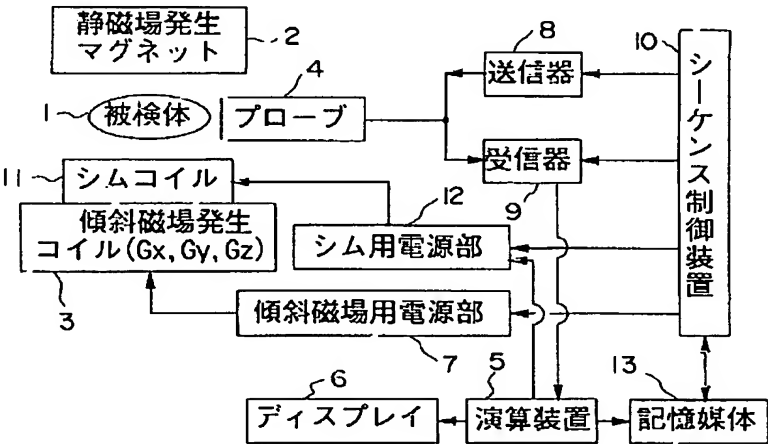 静磁場発生
マグネット
2
8
送信器
10
シーケンス制御装置
4
1
被検体
プローブ
受信器
9
11
シムコイル
12
傾斜磁場発生
コイル(Gx, Gy, Gz)
シム用電源部
3
傾斜磁場用電源部
7
6
ディスプレイ
5
演算装置
13
記憶媒体